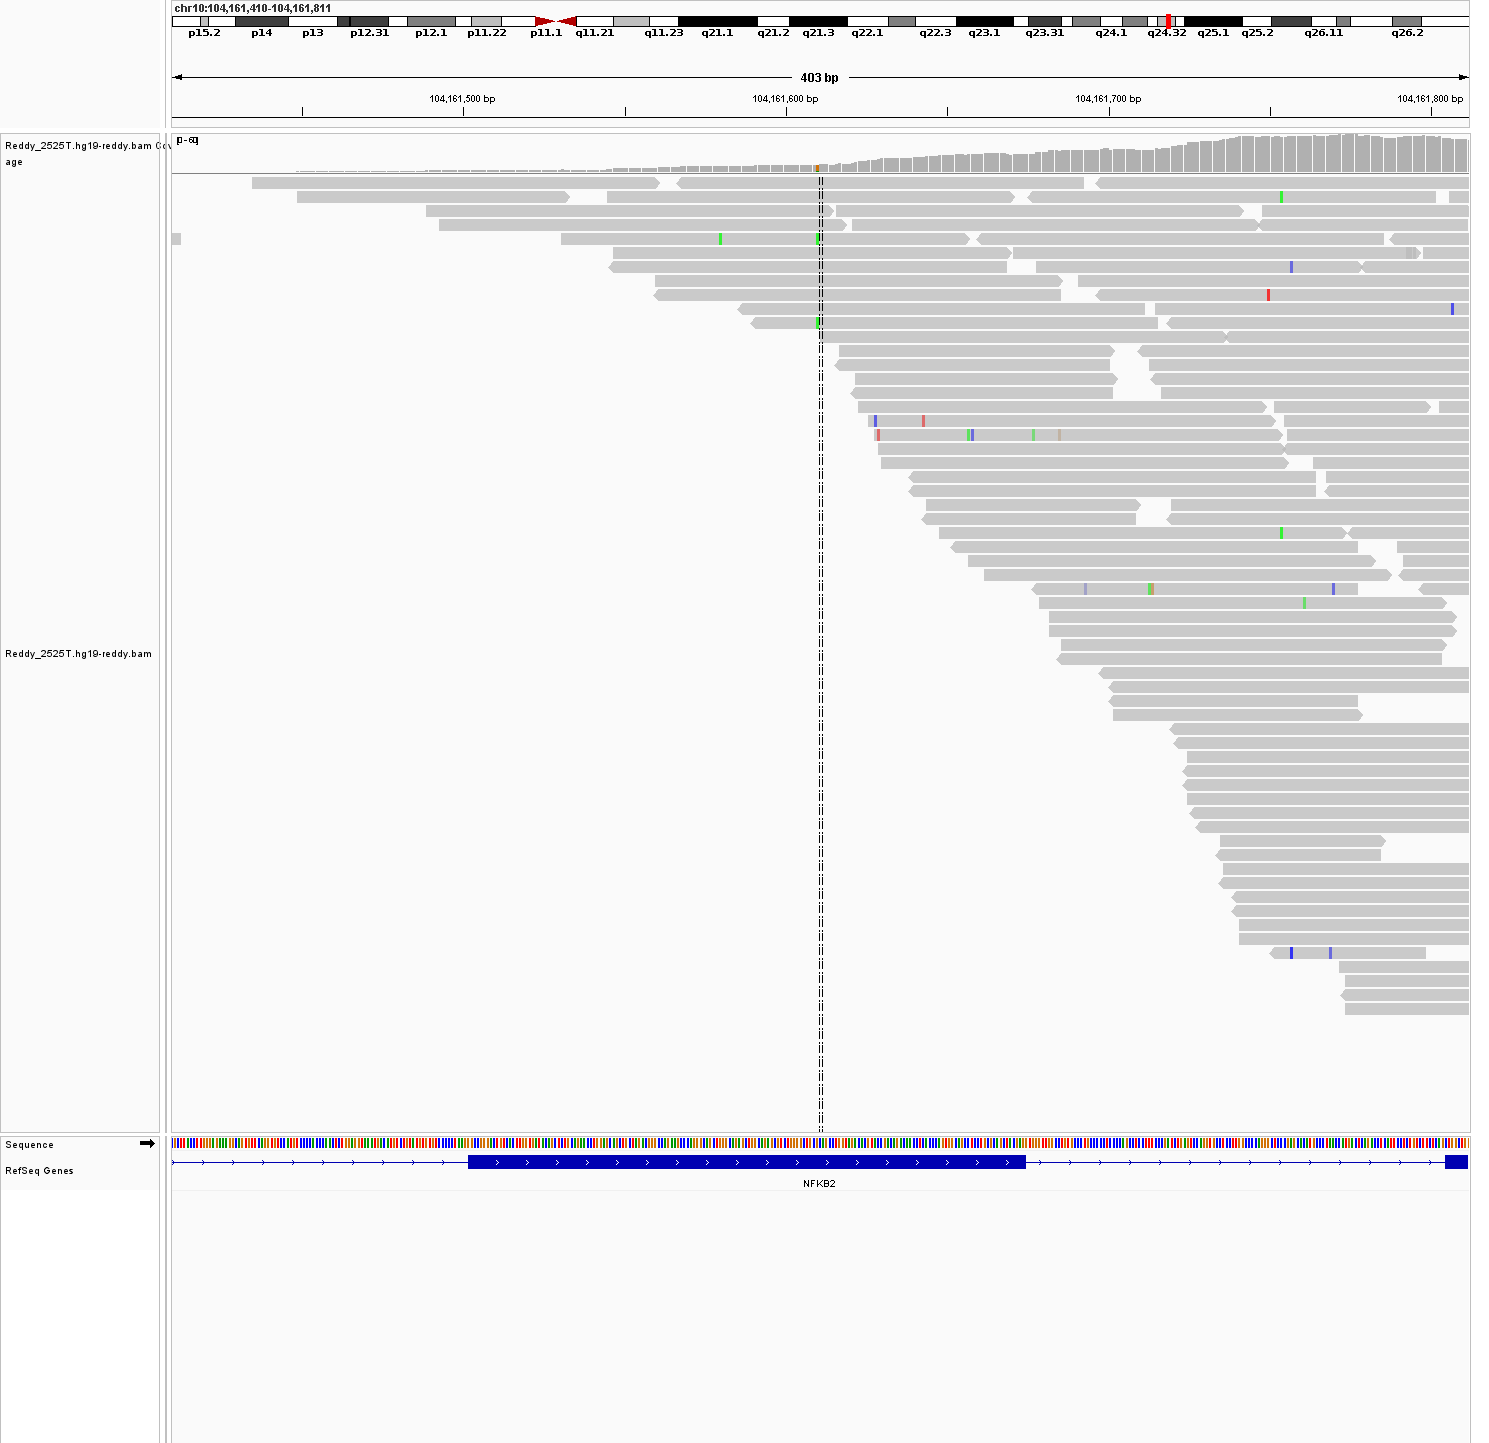 chr10:104,161,410-104,161,811
p15.2 p14 p13 p12.31 p12.1 p11.22 p11.1 q11.21 q11.23 q21.1 q21.2 q21.3 q22.1 q22.3 q23.1 q23.31 q24.1 q24.32 q25.1 q25.2 q26.11 q26.2
403 bp
104,161,500 bp 104,161,600 bp 104,161,700 bp 104,161,800 bp
Reddy_2525T.hg19-reddy.bam Cov
age
[0 - 60]
Reddy_2525T.hg19-reddy.bam
Sequence
RefSeq Genes
NFKB2